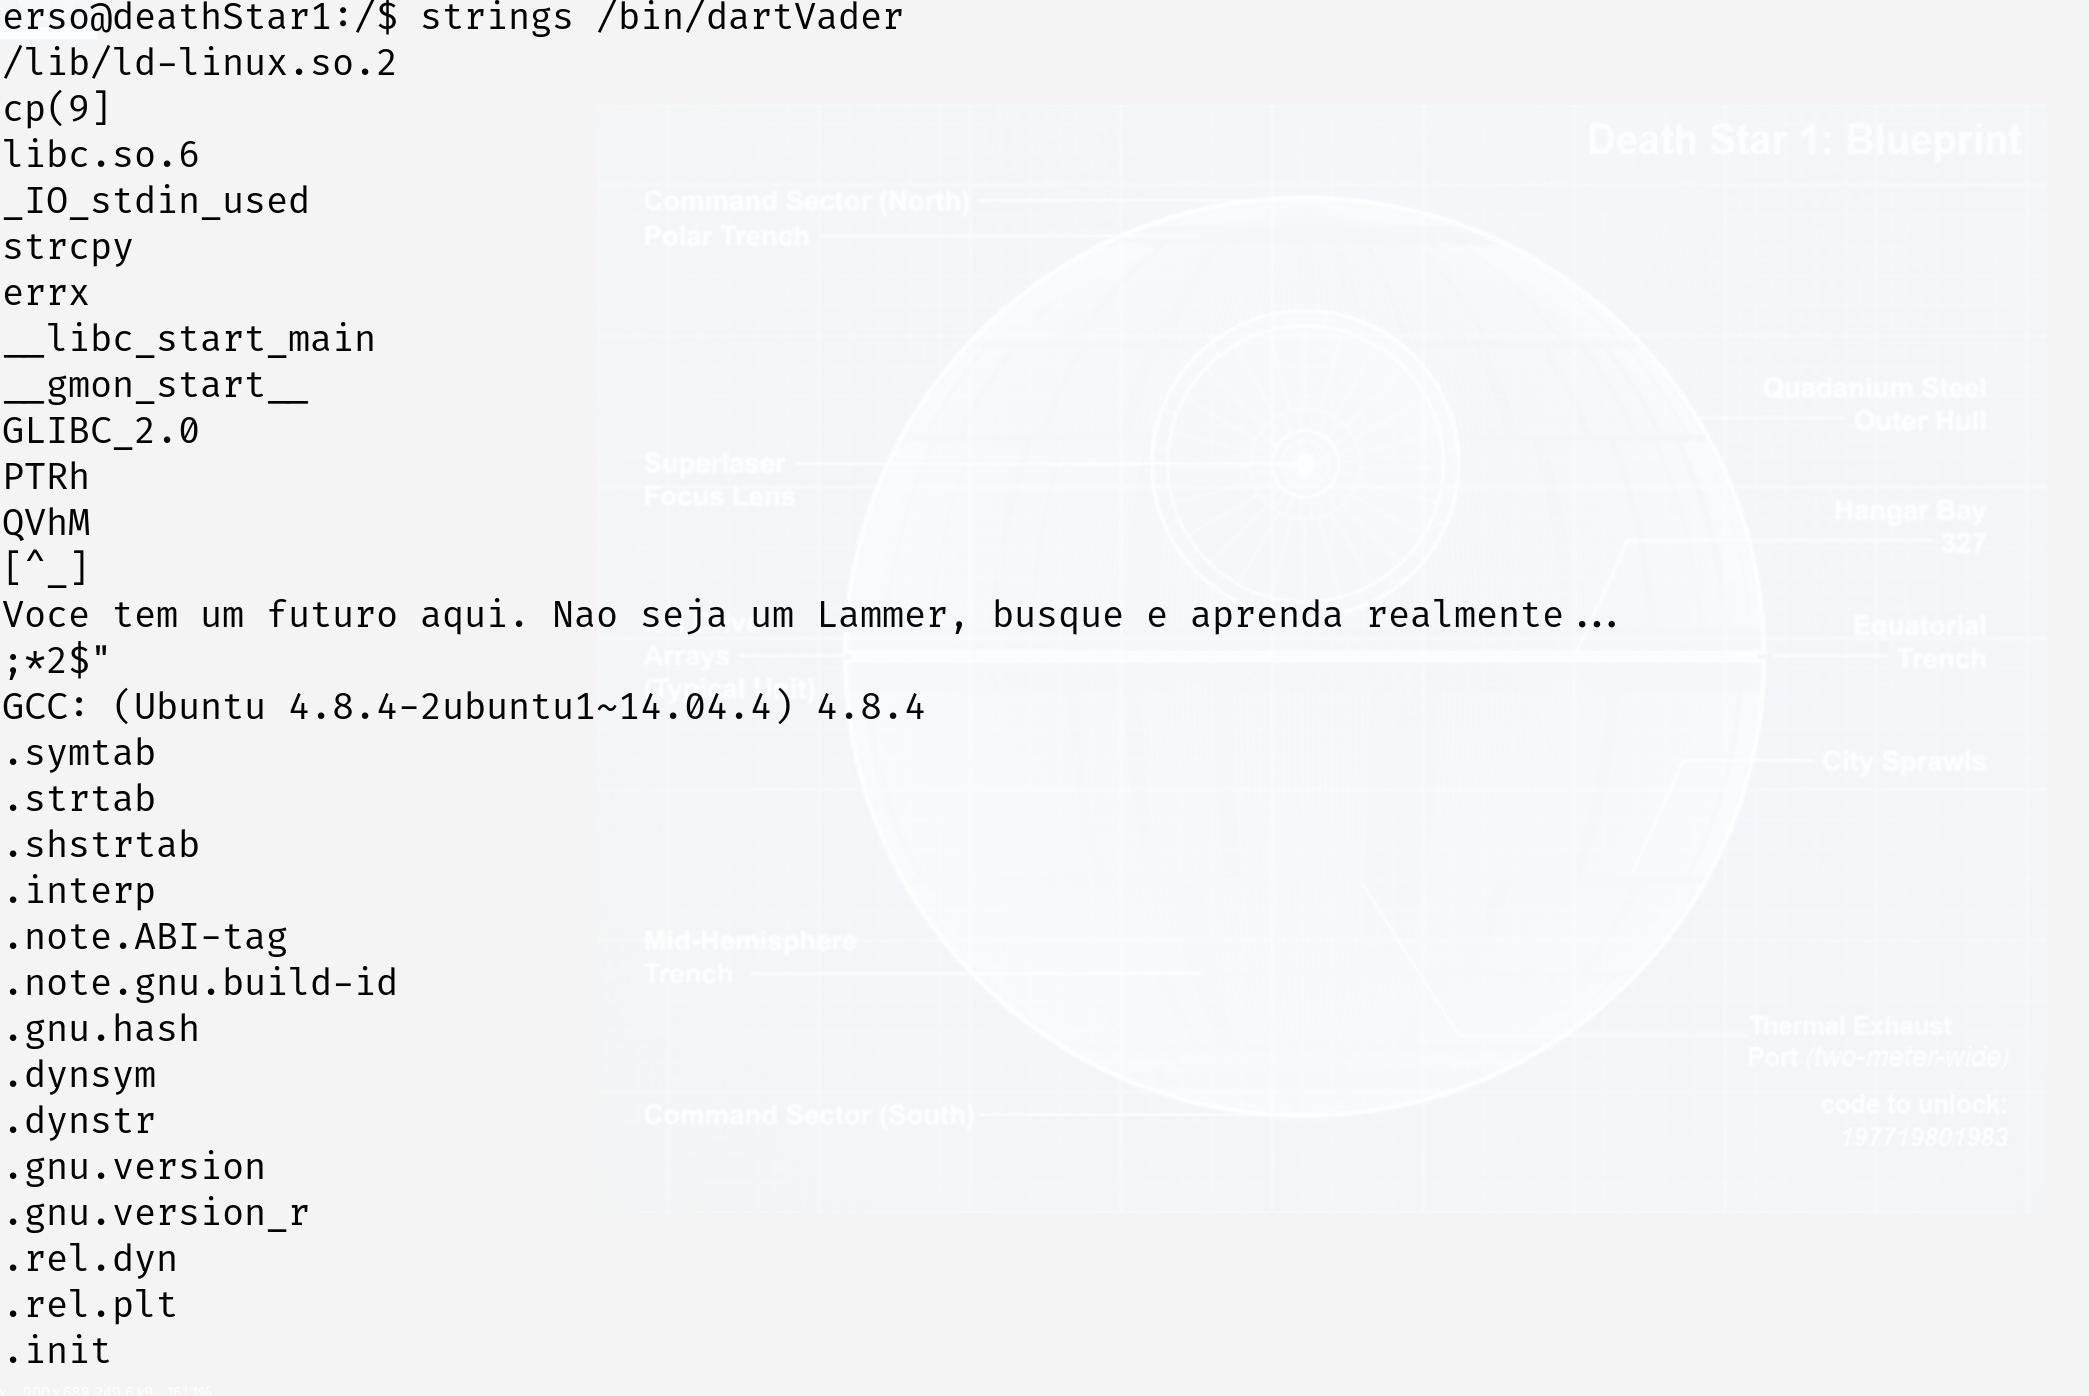 erso@deathStar1:/$ strings /bin/dartVader
/lib/ld-linux.so.2
cp(9]
libc.so.6
_IO_stdin_used
strcpy
errx
__libc_start_main
__gmon_start__
GLIBC_2.0
PTRh
QVhM
[^_]
Voce tem um futuro aqui. Nao seja um Lammer, busque e aprenda realmente...
;*2$"
GCC: (Ubuntu 4.8.4-2ubuntu1~14.04.4) 4.8.4
.symtab
.strtab
.shstrtab
.interp
.note.ABI-tag
.note.gnu.build-id
.gnu.hash
.dynsym
.dynstr
.gnu.version
.gnu.version_r
.rel.dyn
.rel.plt
.init
Death Star 1: Blueprint
Command Sector (North)
Polar Trench
Superlaser
Focus Lens
Arrays
(Typical Unit)
Mid-Hemisphere
Trench
Command Sector (South)
Quadanium Steel
Outer Hull
Hangar Bay
327
Equatorial
Trench
City Sprawls
Thermal Exhaust
Port (two-meter-wide)
code to unlock:
197719801983